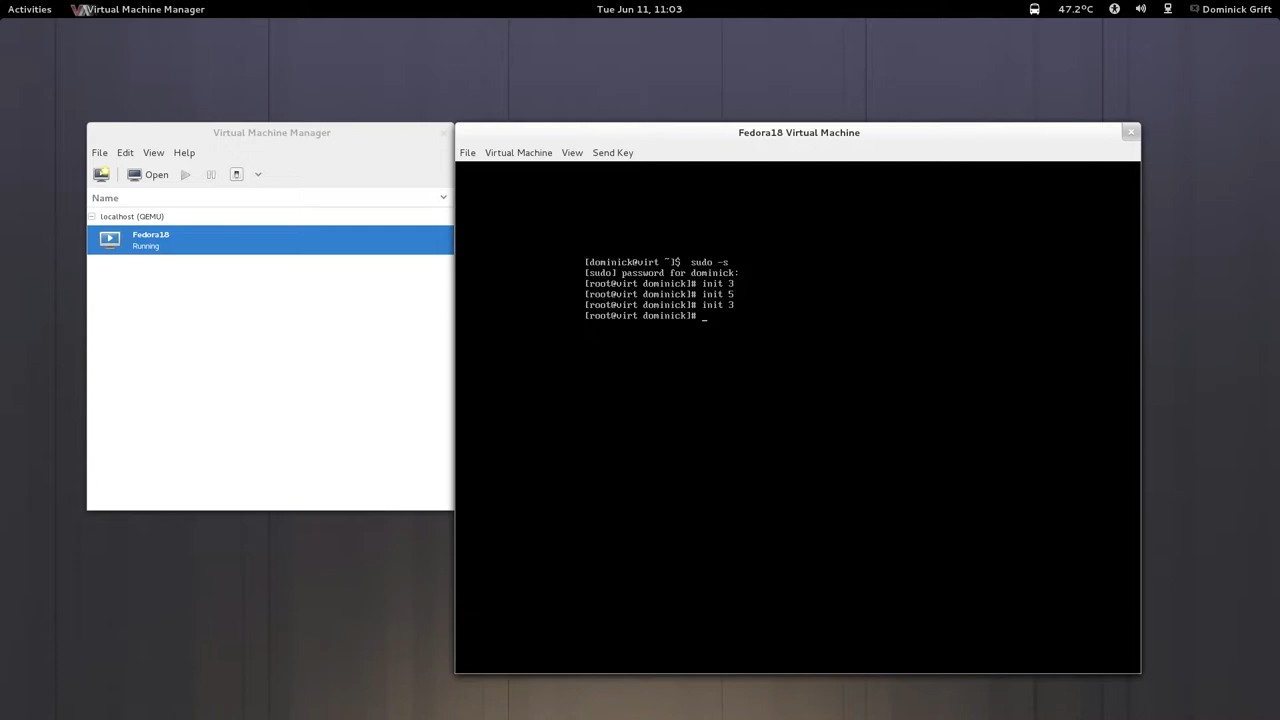 Activities Virtual Machine Manager Tue Jun 11, 11:03 47.2ºC Dominick Grift
Virtual Machine Manager
File Edit View Help
Open
Name
localhost (QEMU)
Fedora18
Running
Fedora18 Virtual Machine
File Virtual Machine View Send Key
[dominick@virt ~]$ sudo -s
[sudo] password for dominick:
[root@virt dominick]# init 3
[root@virt dominick]# init 5
[root@virt dominick]# init 3
[root@virt dominick]# _